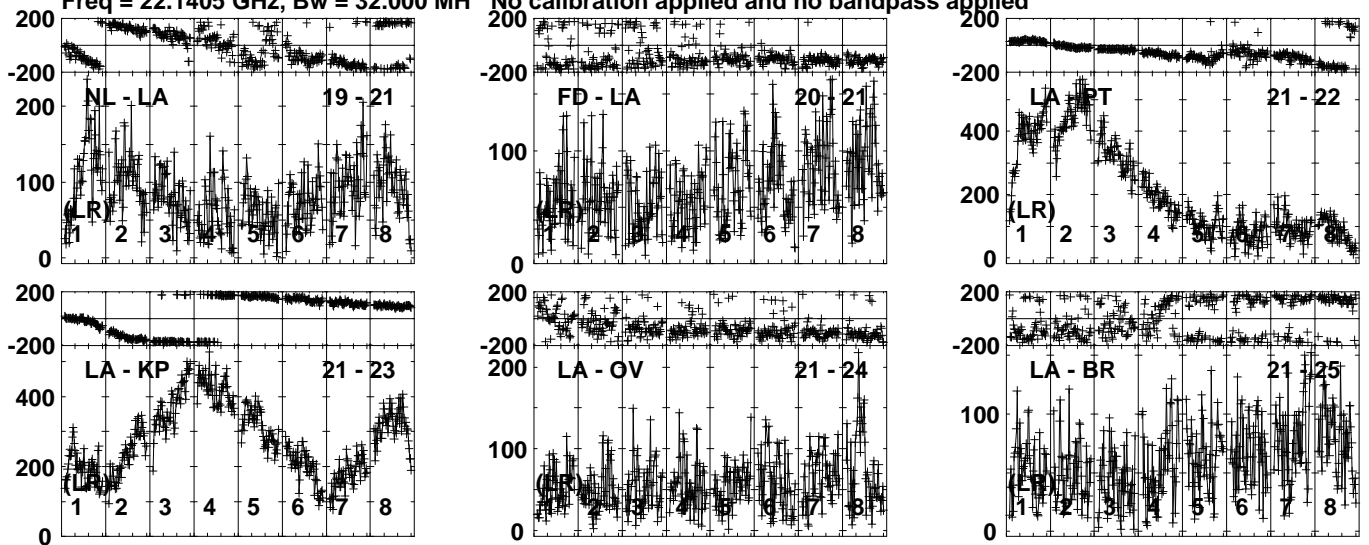 Freq = 22.1405 GHz, Bw = 32.000 MH No calibration applied and no bandpass applied
200
-200
NL - LA 19 - 21
200
100
0
(LR)
1 2 3 4 5 6 7 8
200
-200
FD - LA 20 - 21
100
0
(LR)
1 2 3 4 5 6 7 8
200
-200
LA - PT 21 - 22
400
200
0
(LR)
1 2 3 4 5 6 7 8
200
-200
LA - KP 21 - 23
400
200
0
(LR)
1 2 3 4 5 6 7 8
200
-200
LA - OV 21 - 24
200
100
0
(LR)
1 2 3 4 5 6 7 8
200
-200
LA - BR 21 - 25
100
0
(LR)
1 2 3 4 5 6 7 8